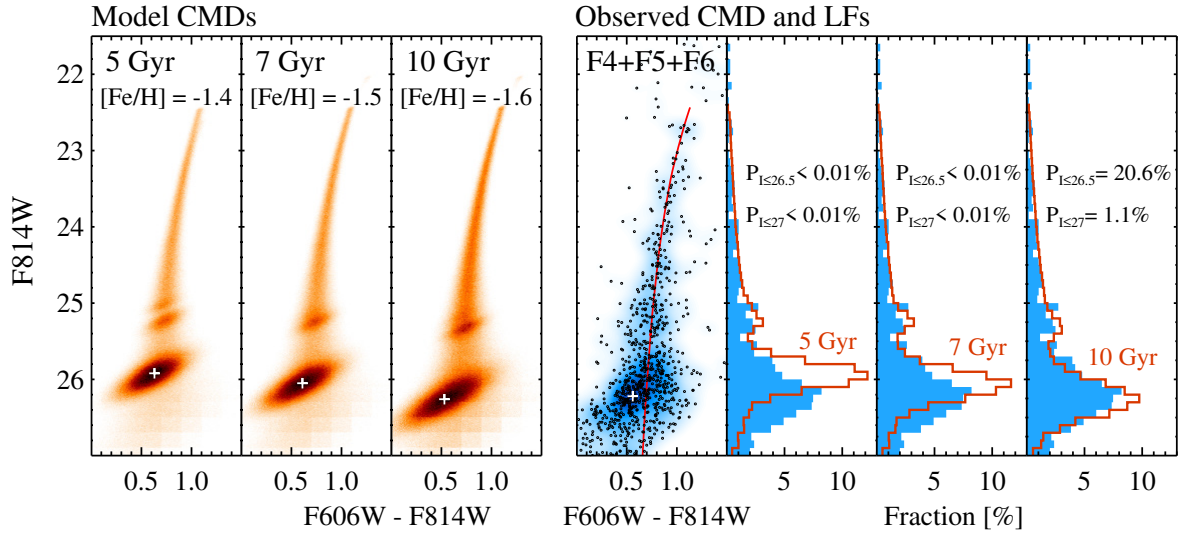 Model CMDs
Observed CMD and LFs
5 Gyr
[Fe/H] = -1.4
7 Gyr
[Fe/H] = -1.5
10 Gyr
[Fe/H] = -1.6
F4+F5+F6
P_I≤26.5 < 0.01%
P_I≤27 < 0.01%
P_I≤26.5 < 0.01%
P_I≤27 < 0.01%
P_I≤26.5 = 20.6%
P_I≤27 = 1.1%
5 Gyr
7 Gyr
10 Gyr
22
23
24
25
26
F814W
0.5 1.0
0.5 1.0
0.5 1.0
0.5 1.0
5 10
5 10
5 10
F606W - F814W
F606W - F814W
Fraction [%]